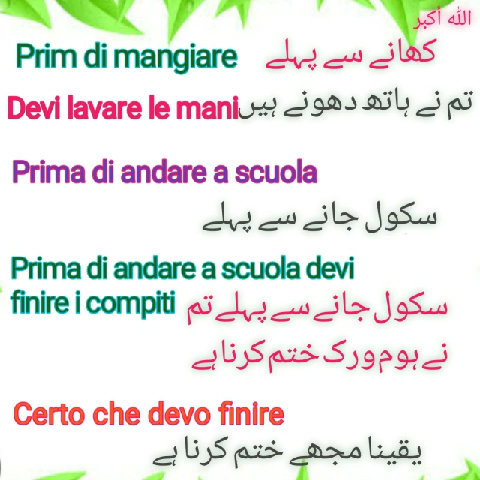 الله أكبر
Prim di mangiare کھانے سے پہلے
Devi lavare le mani تم نے ہاتھ دھونے ہیں
Prima di andare a scuola
سکول جانے سے پہلے
Prima di andare a scuola devi
finire i compiti سکول جانے سے پہلے تم
نے ہوم ورک ختم کرنا ہے
Certo che devo finire
یقینا مجھے ختم کرنا ہے